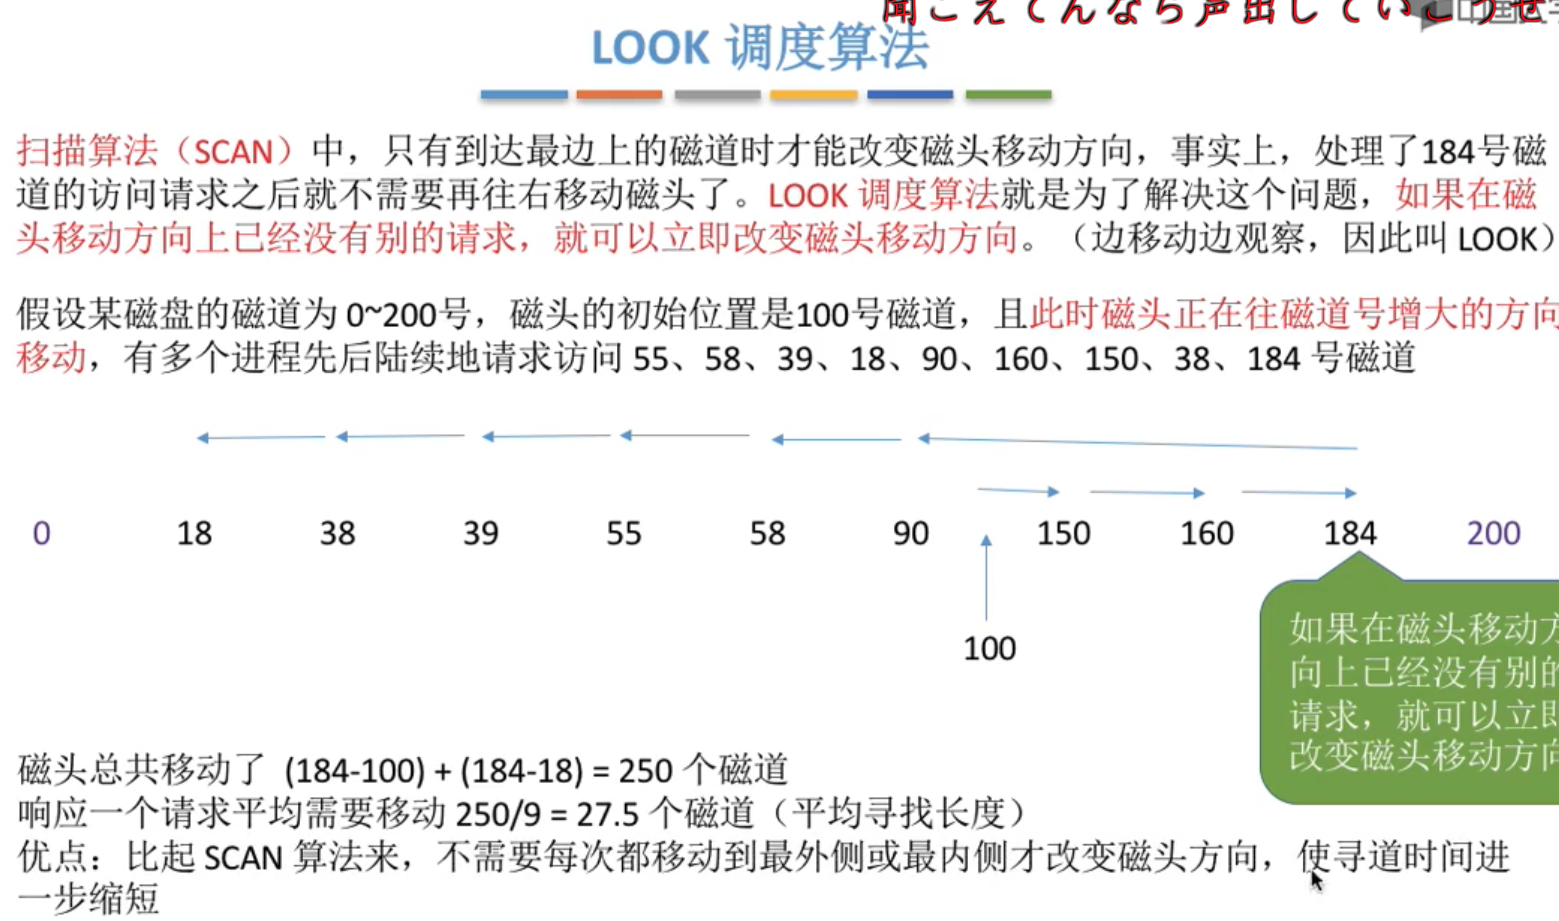 聞こえてんなら声出していこうぜ
中国大学
LOOK 调度算法
扫描算法（SCAN）中，只有到达最边上的磁道时才能改变磁头移动方向，事实上，处理了184号磁
道的访问请求之后就不需要再往右移动磁头了。LOOK 调度算法就是为了解决这个问题，如果在磁
头移动方向上已经没有别的请求，就可以立即改变磁头移动方向。（边移动边观察，因此叫 LOOK）
假设某磁盘的磁道为 0~200号，磁头的初始位置是100号磁道，且此时磁头正在往磁道号增大的方向
移动，有多个进程先后陆续地请求访问 55、58、39、18、90、160、150、38、184 号磁道
0 18 38 39 55 58 90 150 160 184 200
100
如果在磁头移动方
向上已经没有别的
请求，就可以立即
改变磁头移动方向
磁头总共移动了 (184-100) + (184-18) = 250 个磁道
响应一个请求平均需要移动 250/9 = 27.5 个磁道（平均寻找长度）
优点：比起 SCAN 算法来，不需要每次都移动到最外侧或最内侧才改变磁头方向，使寻道时间进
一步缩短